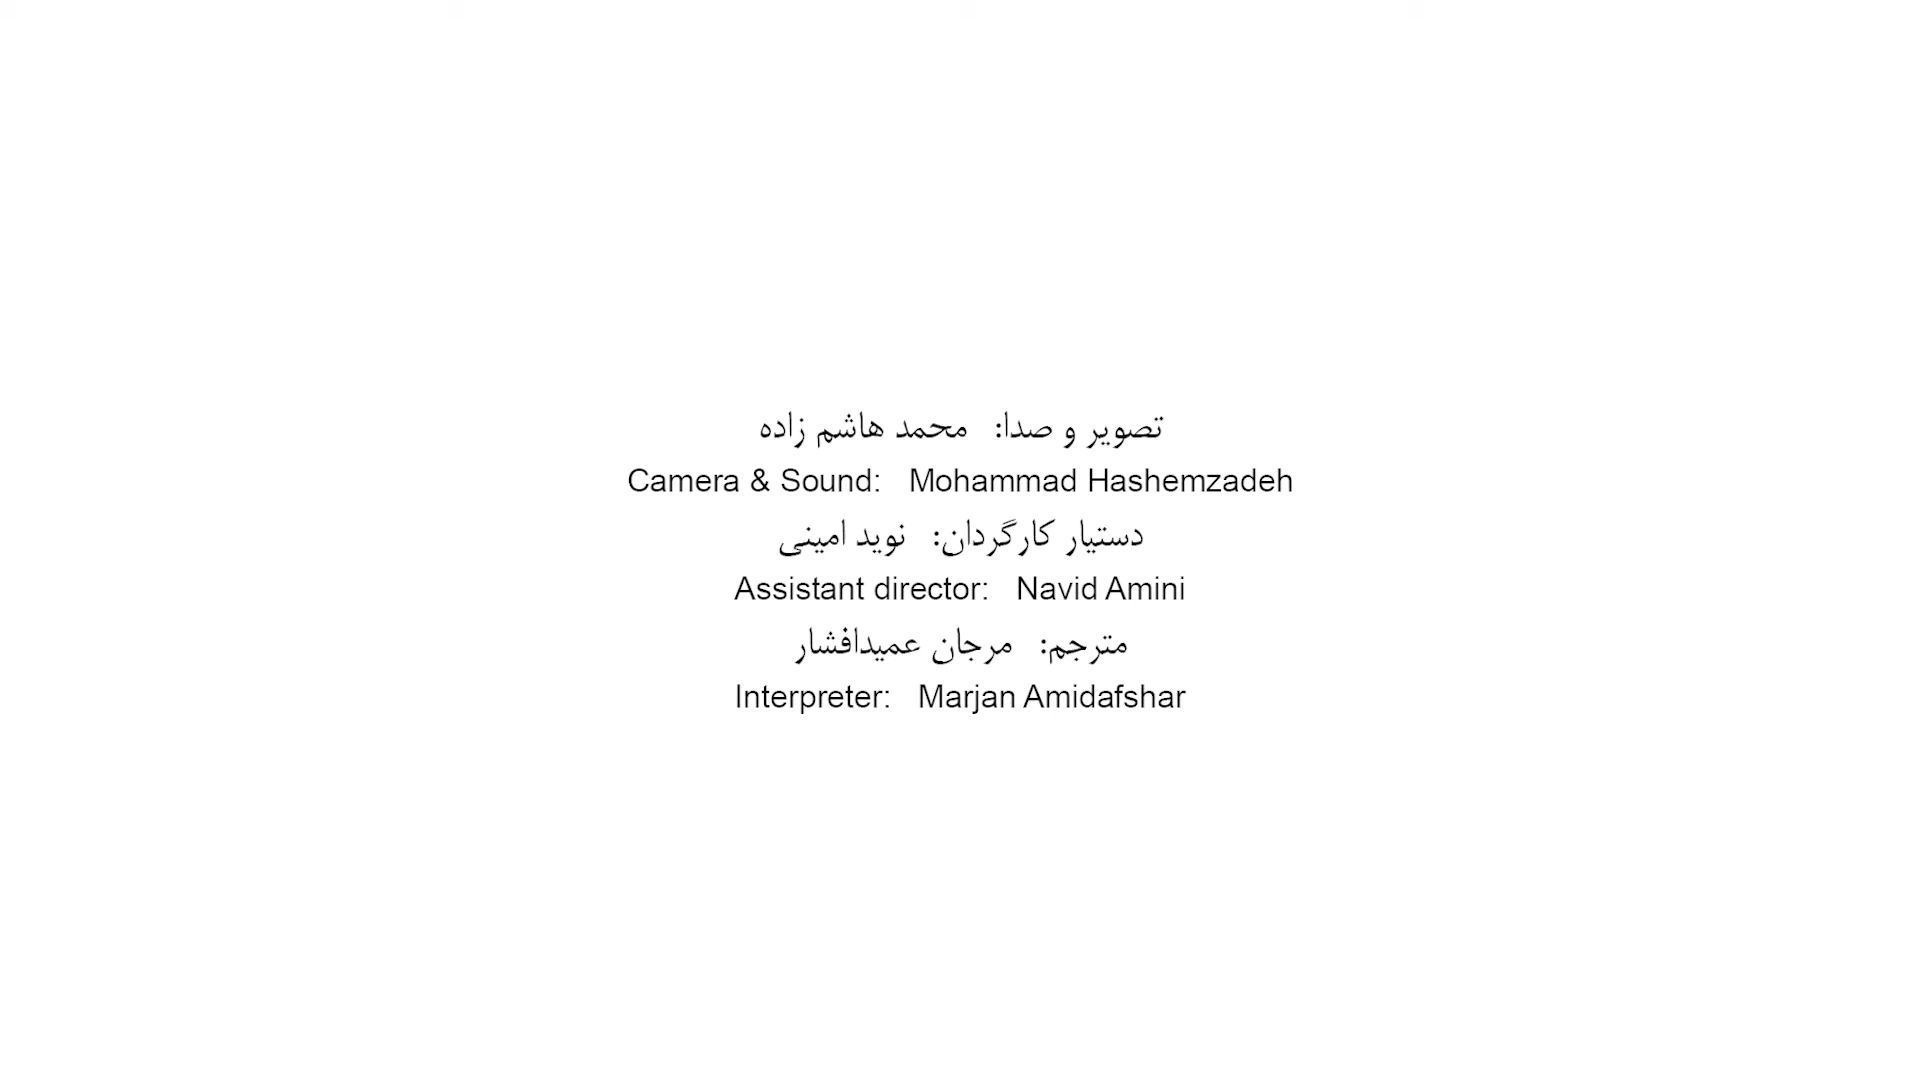 تصویر و صدا: محمد هاشم زاده
Camera & Sound: Mohammad Hashemzadeh
دستیار کارگردان: نوید امینی
Assistant director: Navid Amini
مترجم: مرجان عمیدافشار
Interpreter: Marjan Amidafshar